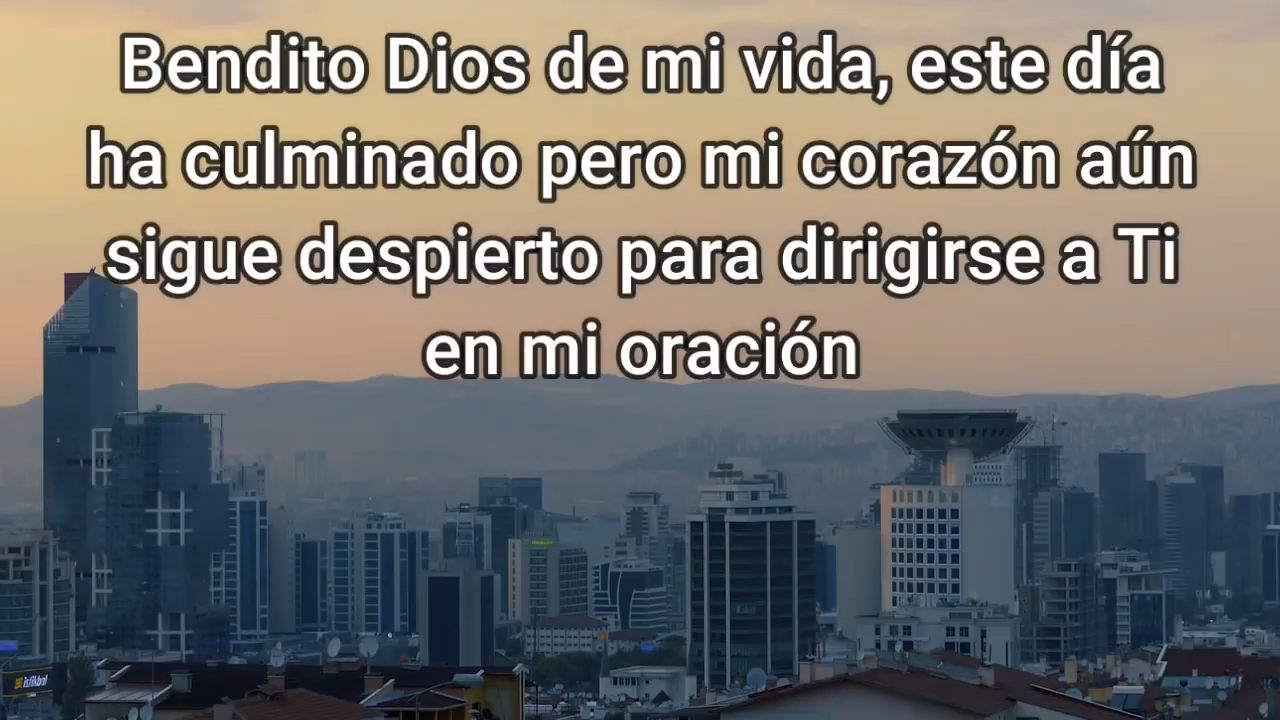 Bendito Dios de mi vida, este día
ha culminado pero mi corazón aún
sigue despierto para dirigirse a Ti
en mi oración